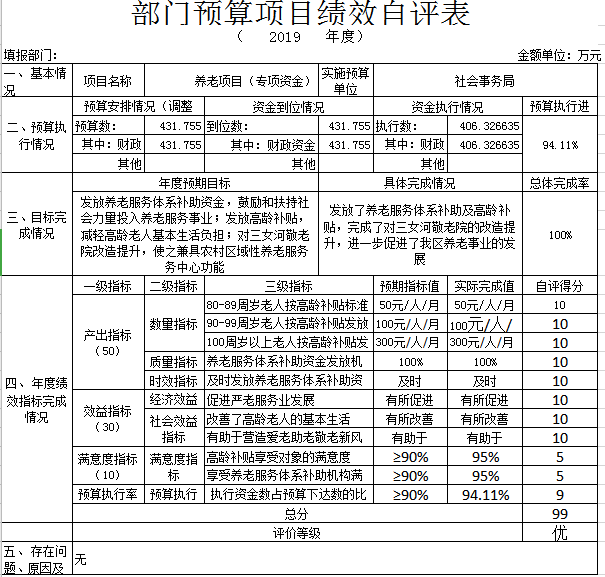 部门预算项目绩效自评表
（ 2019 年度）
填报部门： 金额单位：万元
一、基本情况 项目名称 养老项目（专项资金） 实施预算单位 社会事务局
二、预算执行情况 预算安排情况（调整 资金到位情况 资金执行情况 预算执行进
预算数： 431.755 到位数： 431.755 执行数： 406.326635 94.11%
其中：财政 431.755 其中：财政资金 431.755 其中：财政 406.326635
其他 其他 其他
三、目标完成情况 年度预期目标 具体完成情况 总体完成率
发放养老服务体系补助资金，鼓励和扶持社
会力量投入养老服务事业；发放高龄补贴，
减轻高龄老人基本生活负担；对三女河敬老
院改造提升，使之兼具农村区域性养老服务
务中心功能
发放了养老服务体系补助及高龄补
贴，完成了对三女河敬老院的改造提
升，进一步促进了我区养老事业的发
展
100%
四、年度绩效指标完成情况 一级指标 二级指标 三级指标 预期指标值 实际完成值 自评得分
产出指标（50） 数量指标 80-89周岁老人按高龄补贴标准 50元/人/月 50元/人/月 10
90-99周岁老人按高龄补贴发放 100元/人/月 100元/人/ 10
100周岁以上老人按高龄补贴发 300元/人/月 300元/人/月 10
质量指标 养老服务体系补助资金发放机 100% 100% 10
时效指标 及时发放养老服务体系补助资 及时 及时 10
效益指标（30） 经济效益 促进严老服务业发展 有所促进 有所促进 10
社会效益指标 改善了高龄老人的基本生活 有所改善 有所改善 10
有助于营造爱老助老敬老新风 有助于 有助于 10
满意度指标（10） 满意度指标 高龄补贴享受对象的满意度 ≥90% 95% 5
享受养老服务体系补助机构满 ≥90% 95% 5
预算执行率 预算执行 执行资金数占预算下达数的比 ≥90% 94.11% 9
总分 99
评价等级 优
五、存在问题、原因及 无